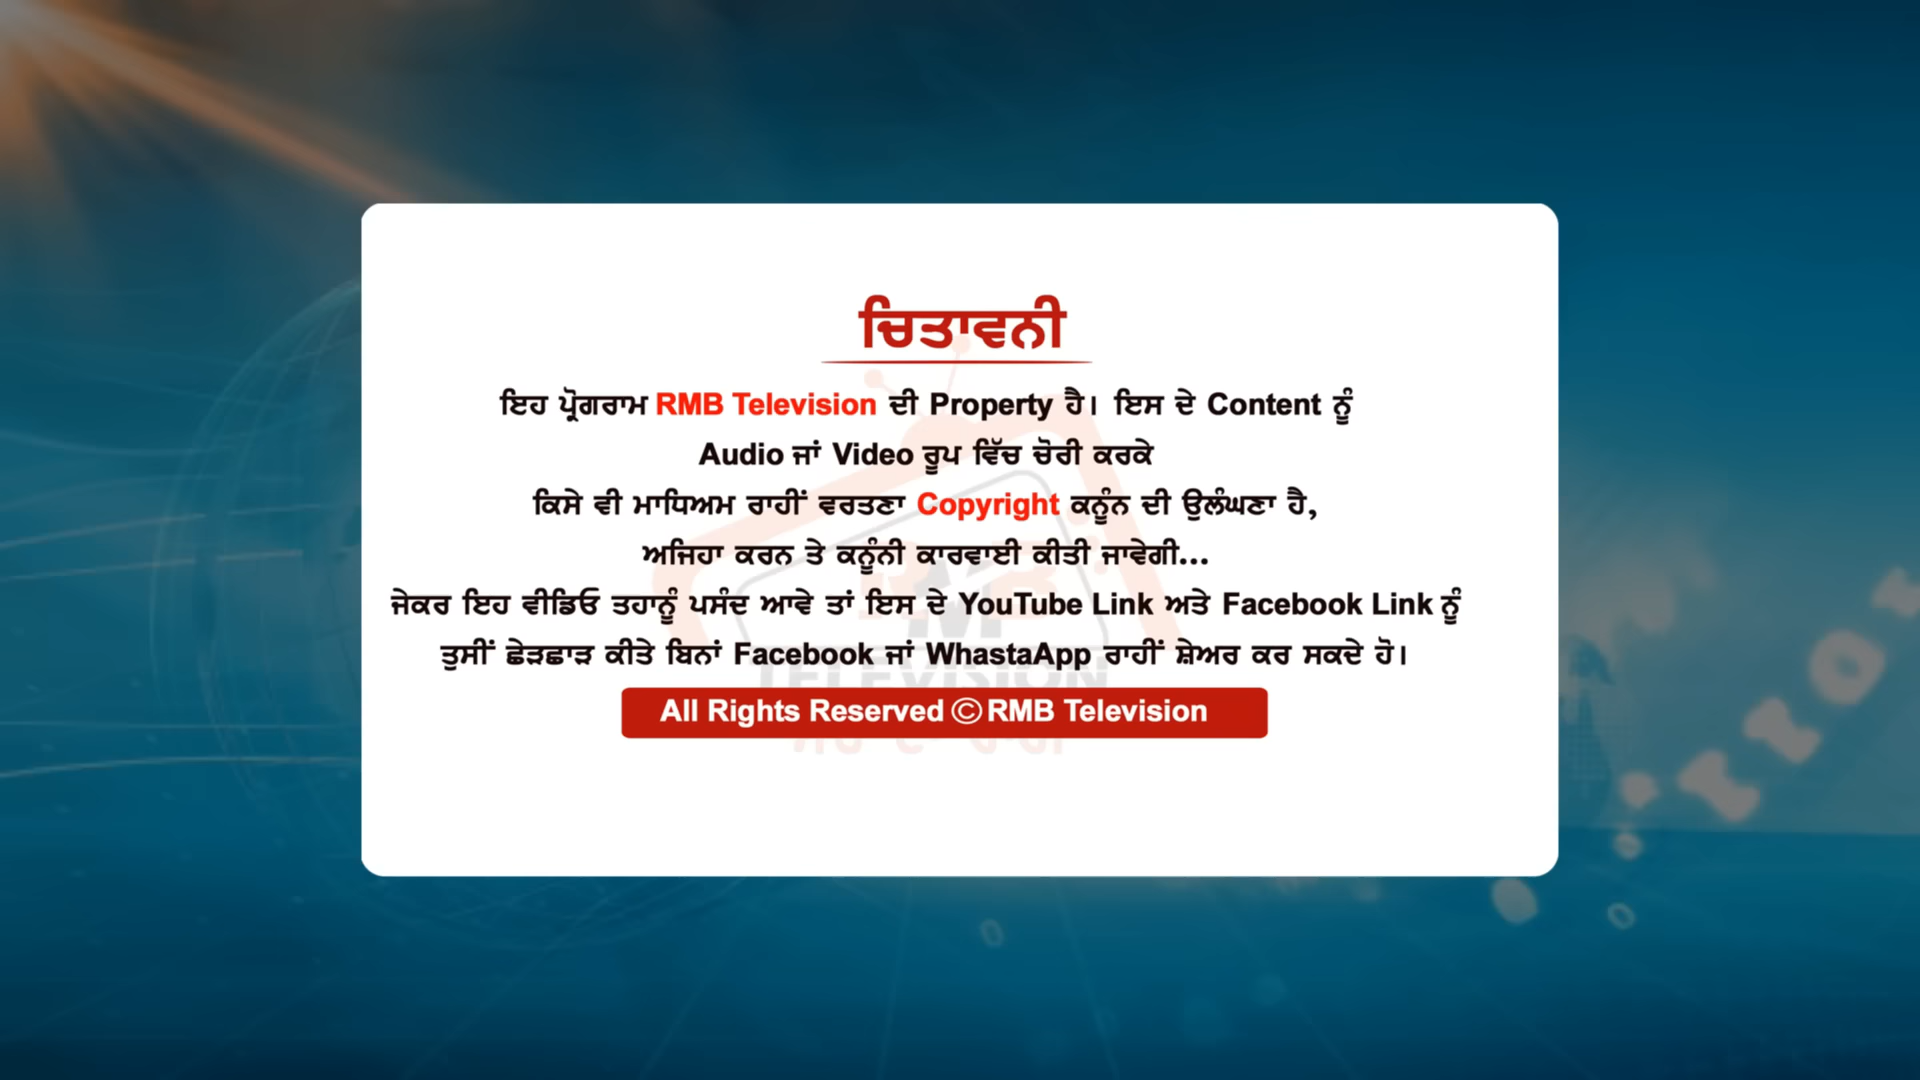 ਚਿਤਾਵਨੀ
ਇਹ ਪ੍ਰੋਗਰਾਮ RMB Television ਦੀ Property ਹੈ। ਇਸ ਦੇ Content ਨੂੰ
Audio ਜਾਂ Video ਰੂਪ ਵਿੱਚ ਚੋਰੀ ਕਰਕੇ
ਕਿਸੇ ਵੀ ਮਾਧਿਅਮ ਰਾਹੀਂ ਵਰਤਣਾ Copyright ਕਨੂੰਨ ਦੀ ਉਲੰਘਣਾ ਹੈ,
ਅਜਿਹਾ ਕਰਨ ਤੇ ਕਨੂੰਨੀ ਕਾਰਵਾਈ ਕੀਤੀ ਜਾਵੇਗੀ...
ਜੇਕਰ ਇਹ ਵੀਡਿਓ ਤਹਾਨੂੰ ਪਸੰਦ ਆਵੇ ਤਾਂ ਇਸ ਦੇ YouTube Link ਅਤੇ Facebook Link ਨੂੰ
ਤੁਸੀਂ ਛੇੜਛਾੜ ਕੀਤੇ ਬਿਨਾਂ Facebook ਜਾਂ WhastaApp ਰਾਹੀਂ ਸ਼ੇਅਰ ਕਰ ਸਕਦੇ ਹੋ।
TELEVISION
All Rights Reserved © RMB Television